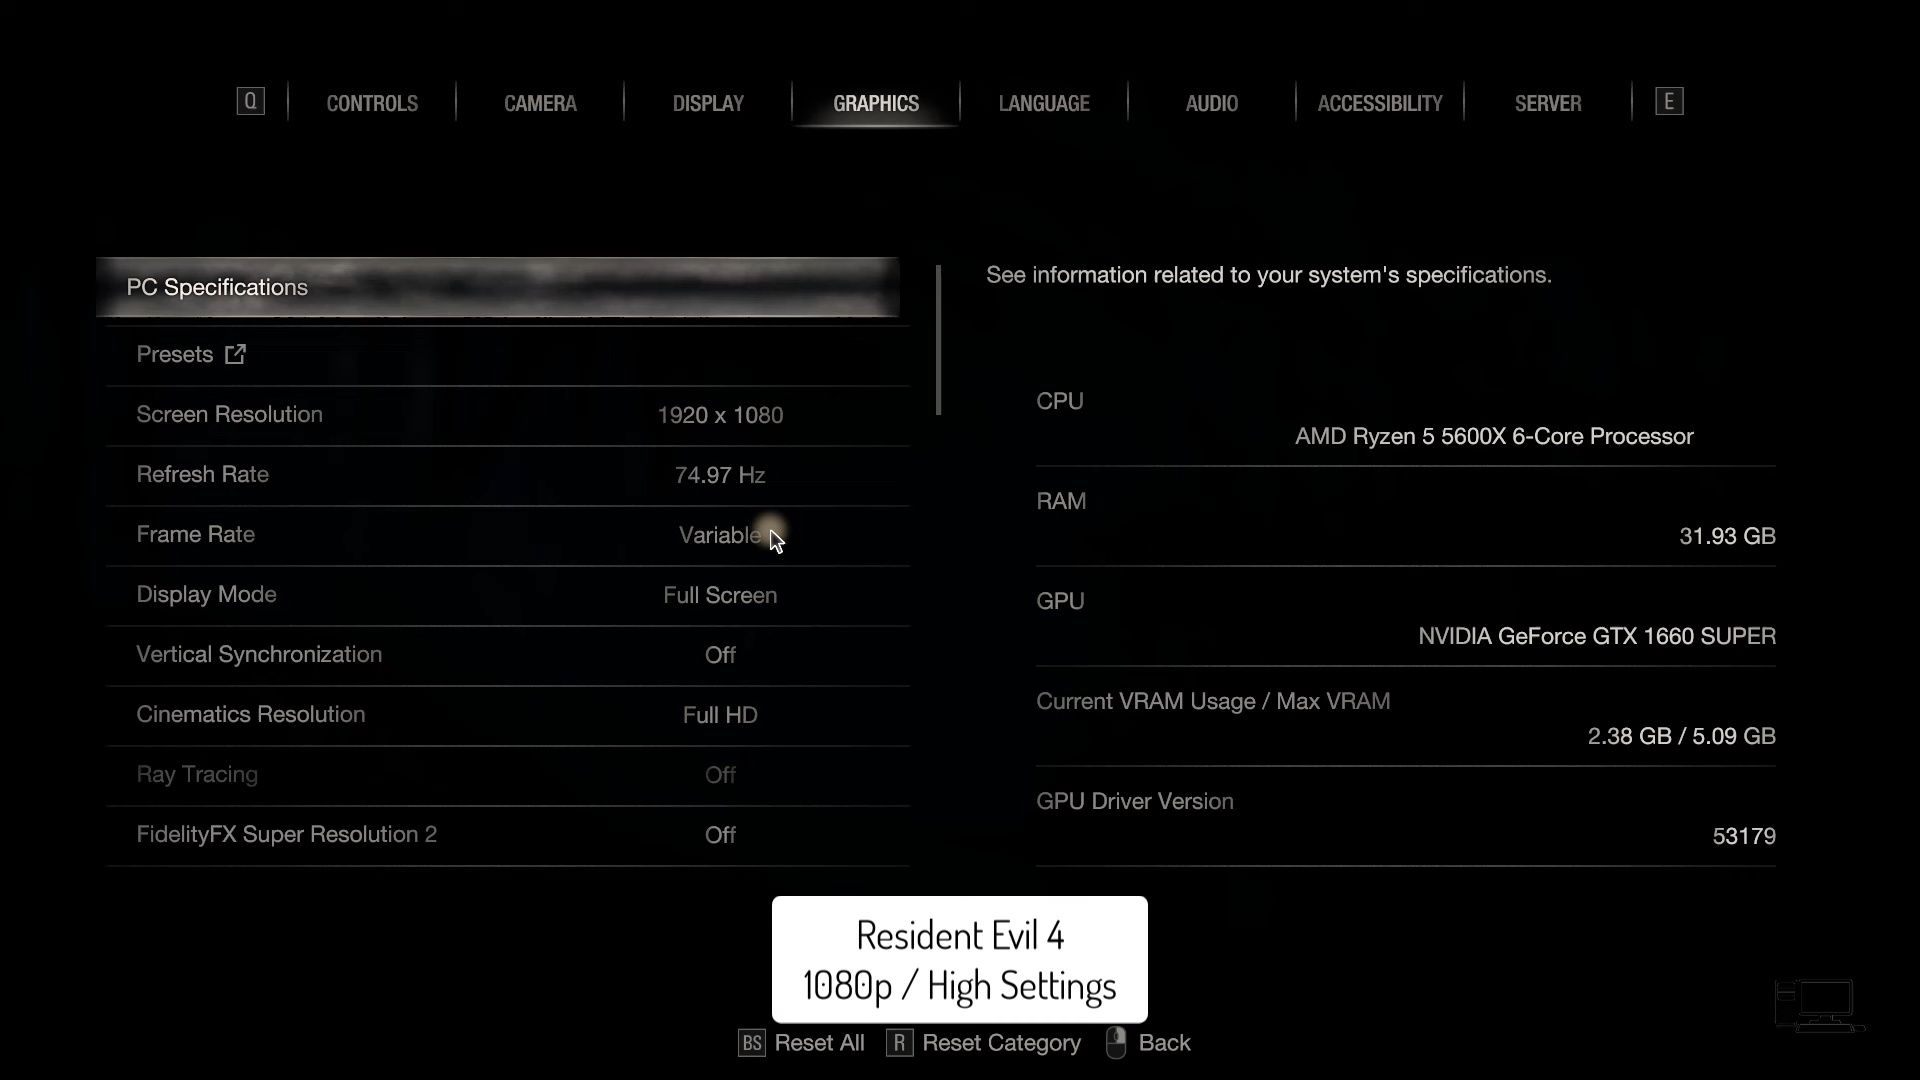 Q CONTROLS CAMERA DISPLAY GRAPHICS LANGUAGE AUDIO ACCESSIBILITY SERVER E
PC Specifications
Presets
Screen Resolution 1920 x 1080
Refresh Rate 74.97 Hz
Frame Rate Variable
Display Mode Full Screen
Vertical Synchronization Off
Cinematics Resolution Full HD
Ray Tracing Off
FidelityFX Super Resolution 2 Off
See information related to your system's specifications.
CPU
AMD Ryzen 5 5600X 6-Core Processor
RAM
31.93 GB
GPU
NVIDIA GeForce GTX 1660 SUPER
Current VRAM Usage / Max VRAM
2.38 GB / 5.09 GB
GPU Driver Version
53179
Resident Evil 4
1080p / High Settings
BS Reset All R Reset Category Back